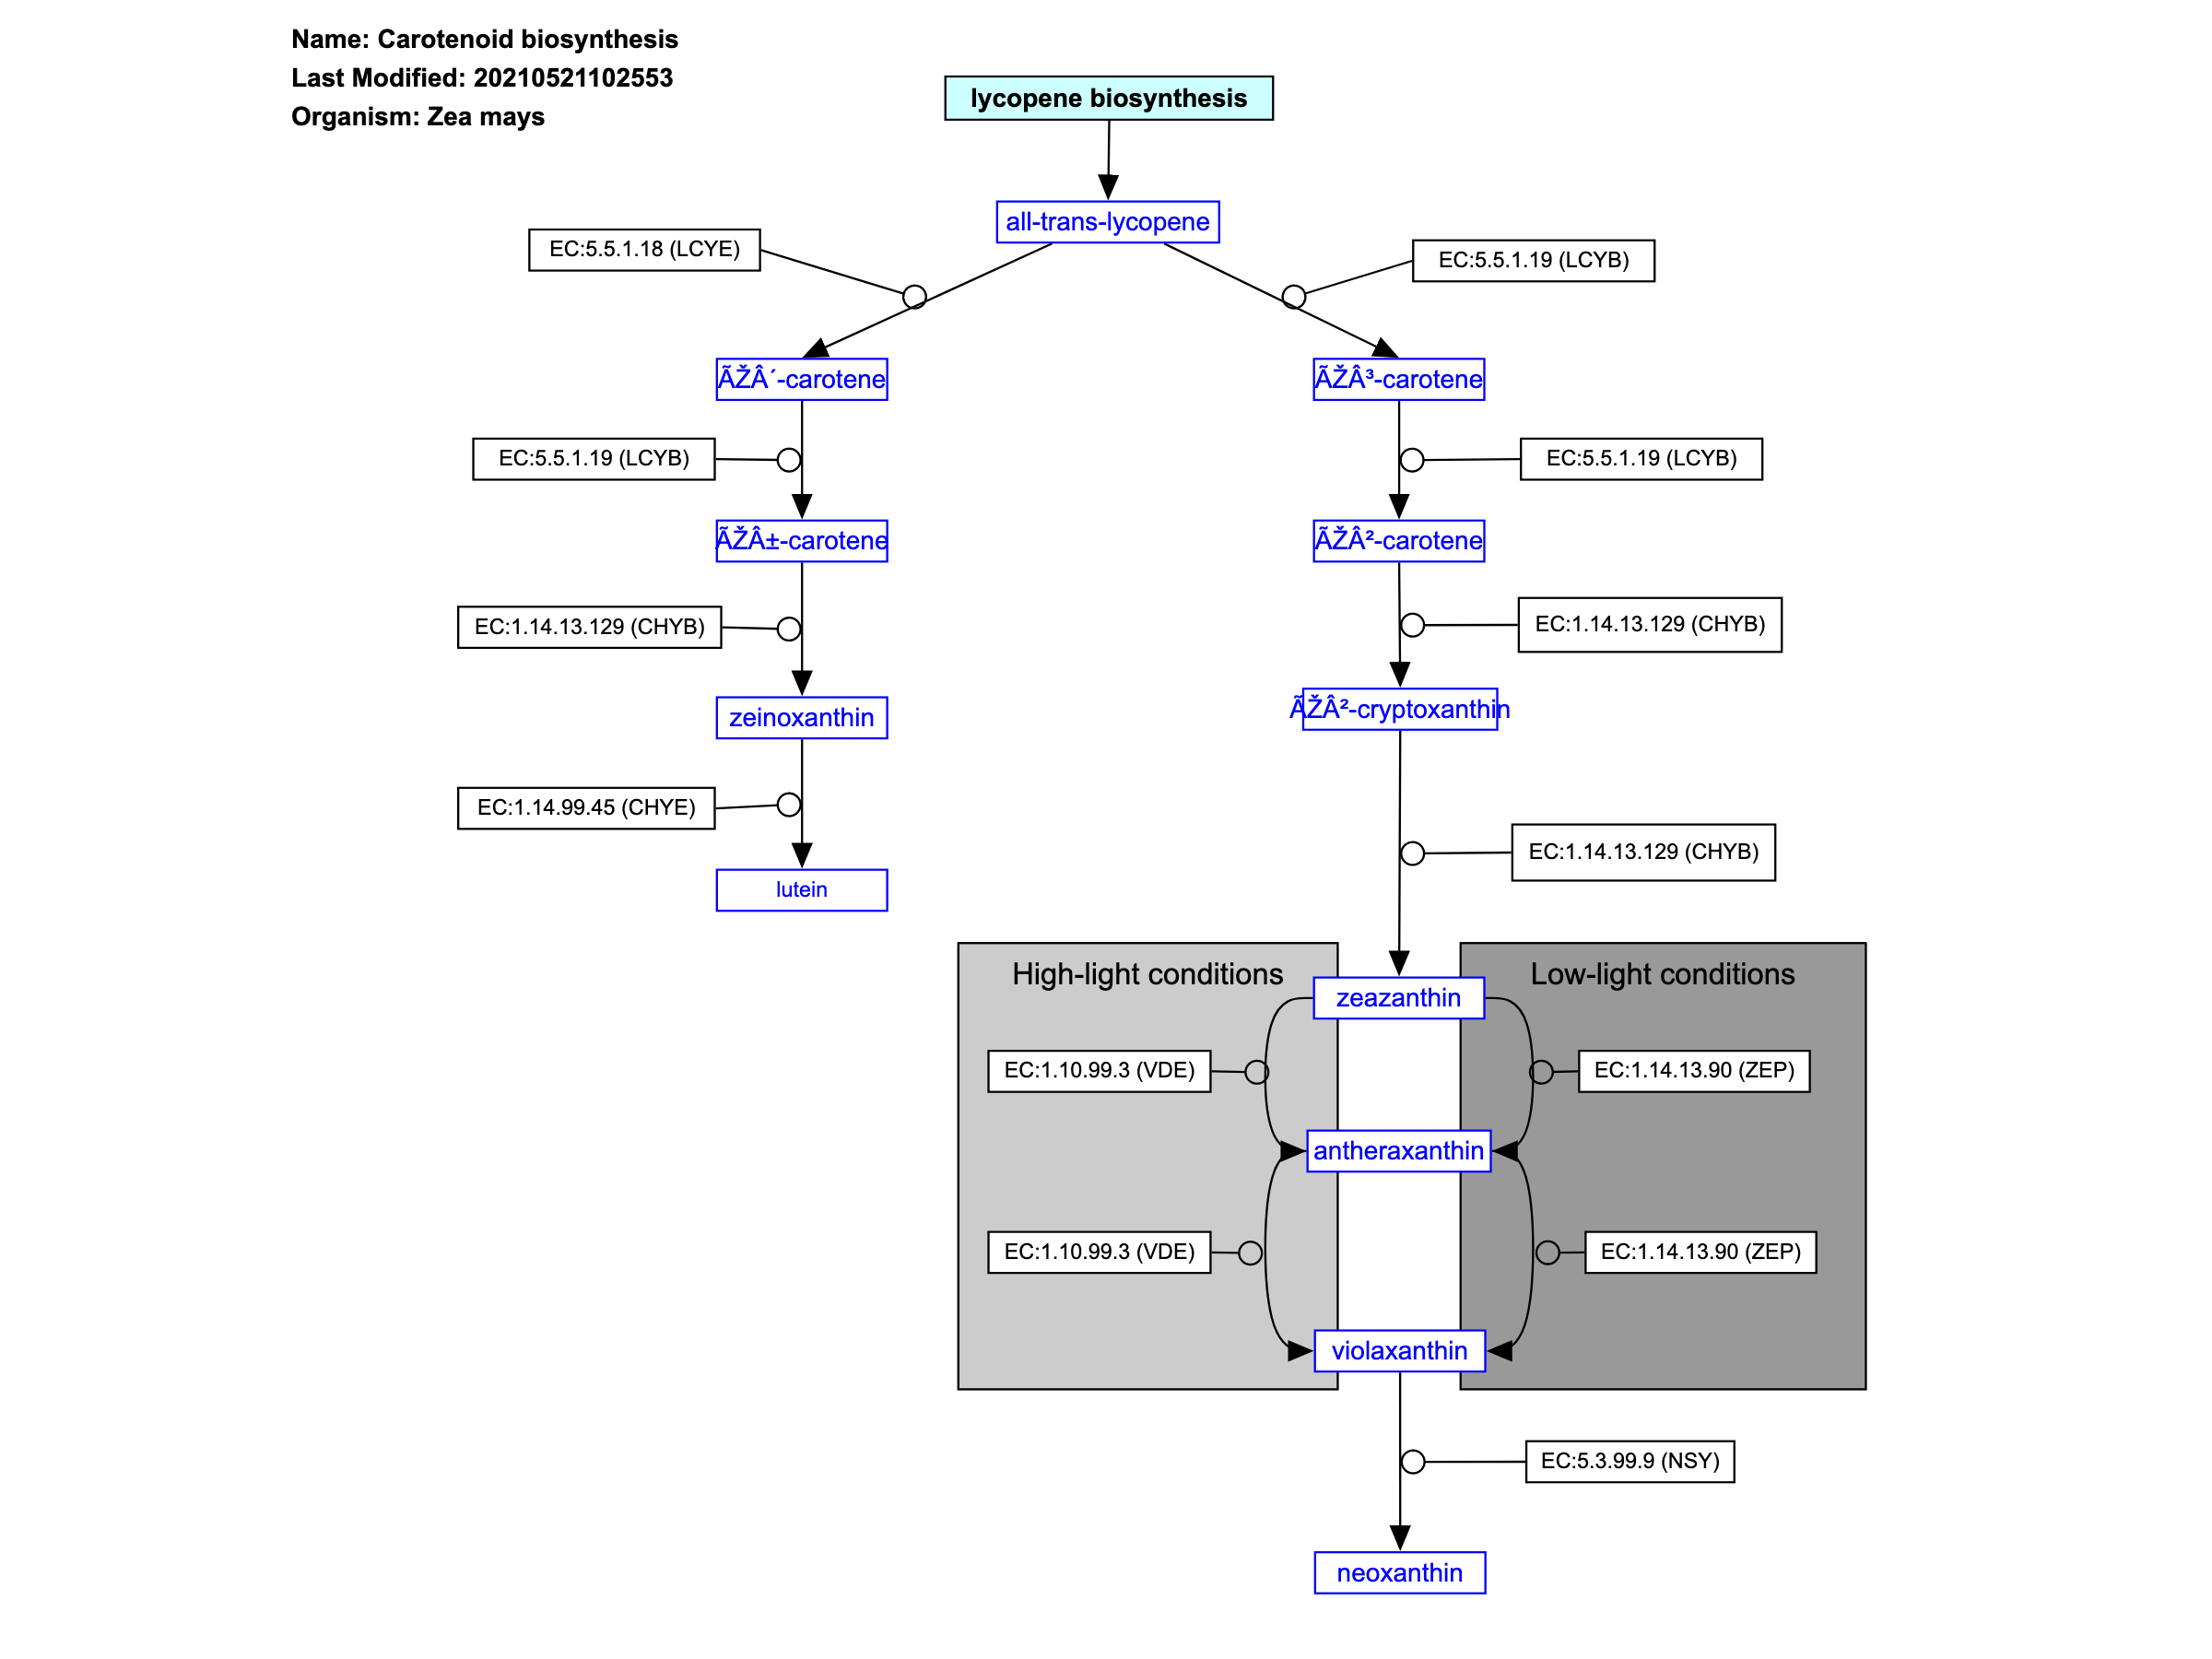 Name: Carotenoid biosynthesis
Last Modified: 20210521102553
Organism: Zea mays
lycopene biosynthesis
all-trans-lycopene
EC:5.5.1.18 (LCYE)
EC:5.5.1.19 (LCYB)
ÃŽÂ´-carotene
ÃŽÂ³-carotene
EC:5.5.1.19 (LCYB)
EC:5.5.1.19 (LCYB)
ÃŽÂ±-carotene
ÃŽÂ²-carotene
EC:1.14.13.129 (CHYB)
EC:1.14.13.129 (CHYB)
zeinoxanthin
ÃŽÂ²-cryptoxanthin
EC:1.14.99.45 (CHYE)
EC:1.14.13.129 (CHYB)
lutein
High-light conditions
Low-light conditions
zeazanthin
EC:1.10.99.3 (VDE)
EC:1.14.13.90 (ZEP)
antheraxanthin
EC:1.10.99.3 (VDE)
EC:1.14.13.90 (ZEP)
violaxanthin
EC:5.3.99.9 (NSY)
neoxanthin